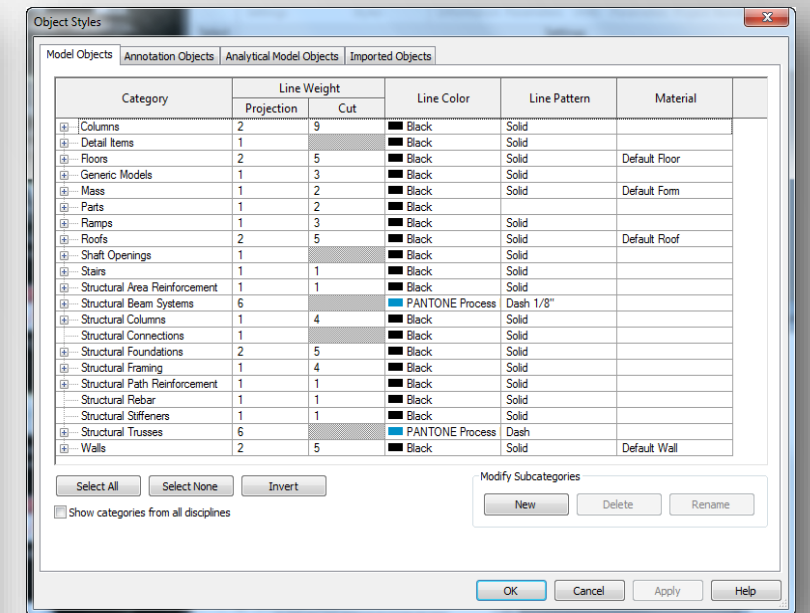 Object Styles
Model Objects Annotation Objects Analytical Model Objects Imported Objects
Category Line Weight Line Color Line Pattern Material
Projection Cut
Columns 2 9 Black Solid
Detail Items 1 Black Solid
Floors 2 5 Black Solid Default Floor
Generic Models 1 3 Black Solid
Mass 1 2 Black Solid Default Form
Parts 1 2 Black
Ramps 1 3 Black Solid
Roofs 2 5 Black Solid Default Roof
Shaft Openings 1 Black Solid
Stairs 1 1 Black Solid
Structural Area Reinforcement 1 1 Black Solid
Structural Beam Systems 6 PANTONE Process Dash 1/8"
Structural Columns 1 4 Black Solid
Structural Connections 1 Black Solid
Structural Foundations 2 5 Black Solid
Structural Framing 1 4 Black Solid
Structural Path Reinforcement 1 1 Black Solid
Structural Rebar 1 1 Black Solid
Structural Stiffeners 1 1 Black Solid
Structural Trusses 6 PANTONE Process Dash
Walls 2 5 Black Solid Default Wall
Select All Select None Invert
Modify Subcategories
New Delete Rename
Show categories from all disciplines
OK Cancel Apply Help